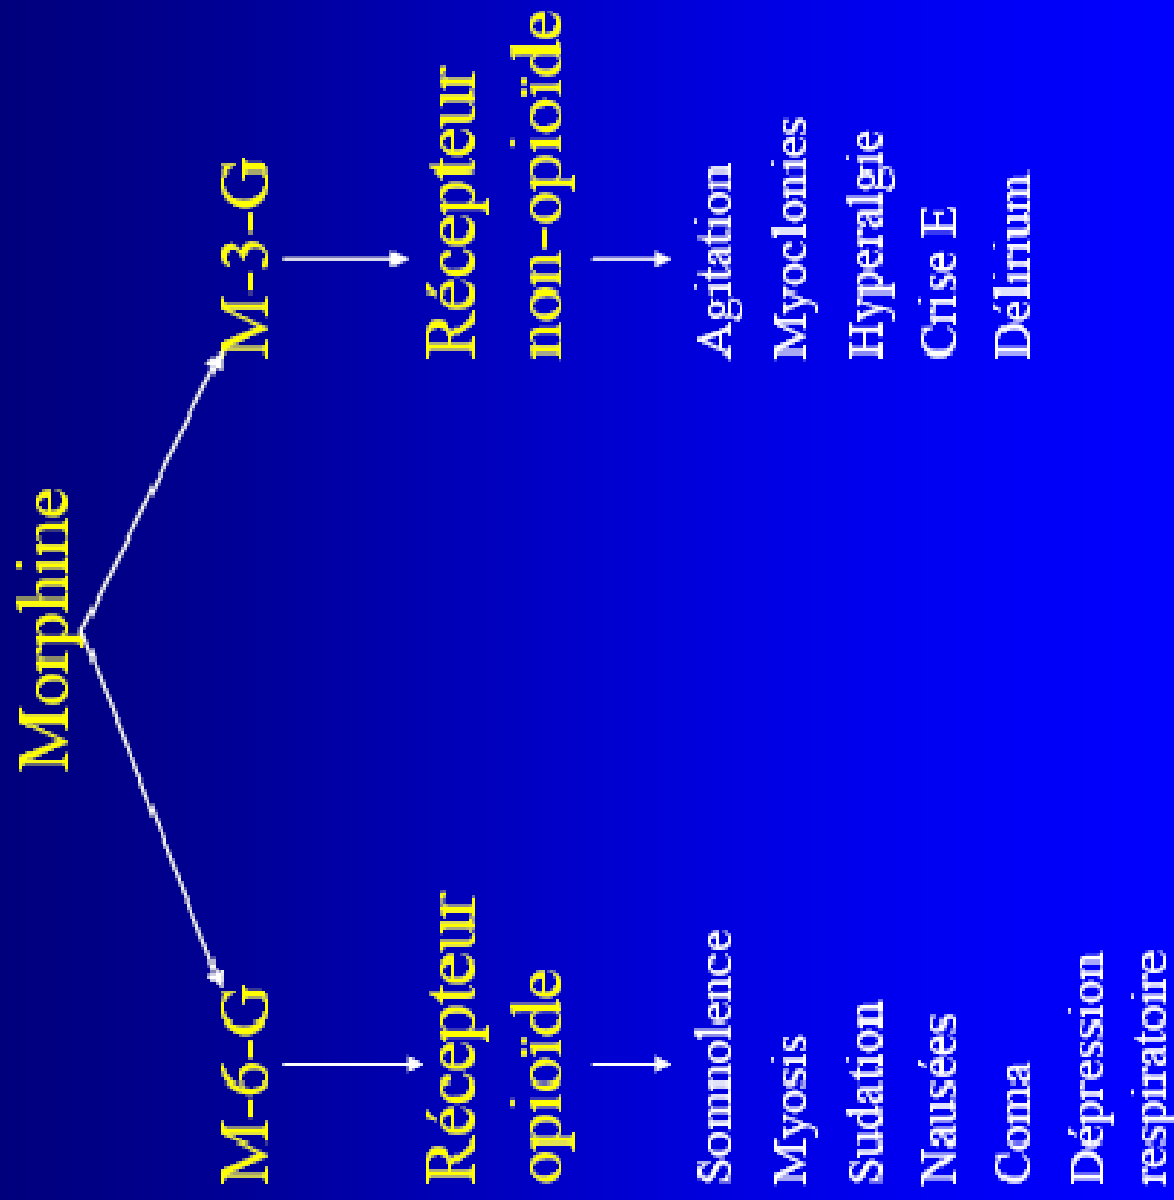 Morphine
M-6-G
Récepteur
opioïde
Somnolence
Myosis
Sudation
Nausées
Coma
Dépression
respiratoire
M-3-G
Récepteur
non-opioïde
Agitation
Myoclonies
Hyperalgie
Crise E
Délirium